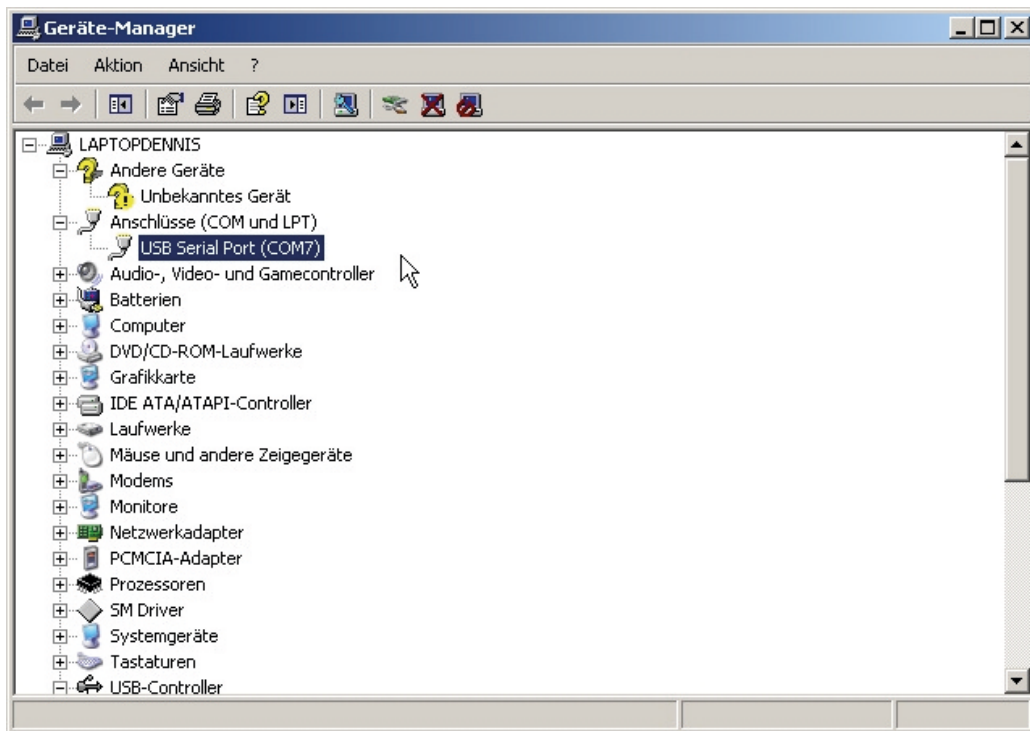 Geräte-Manager
Datei Aktion Ansicht ?
LAPTOPDENNIS
Andere Geräte
Unbekanntes Gerät
Anschlüsse (COM und LPT)
USB Serial Port (COM7)
Audio-, Video- und Gamecontroller
Batterien
Computer
DVD/CD-ROM-Laufwerke
Grafikkarte
IDE ATA/ATAPI-Controller
Laufwerke
Mäuse und andere Zeigegeräte
Modems
Monitore
Netzwerkadapter
PCMCIA-Adapter
Prozessoren
SM Driver
Systemgeräte
Tastaturen
USB-Controller